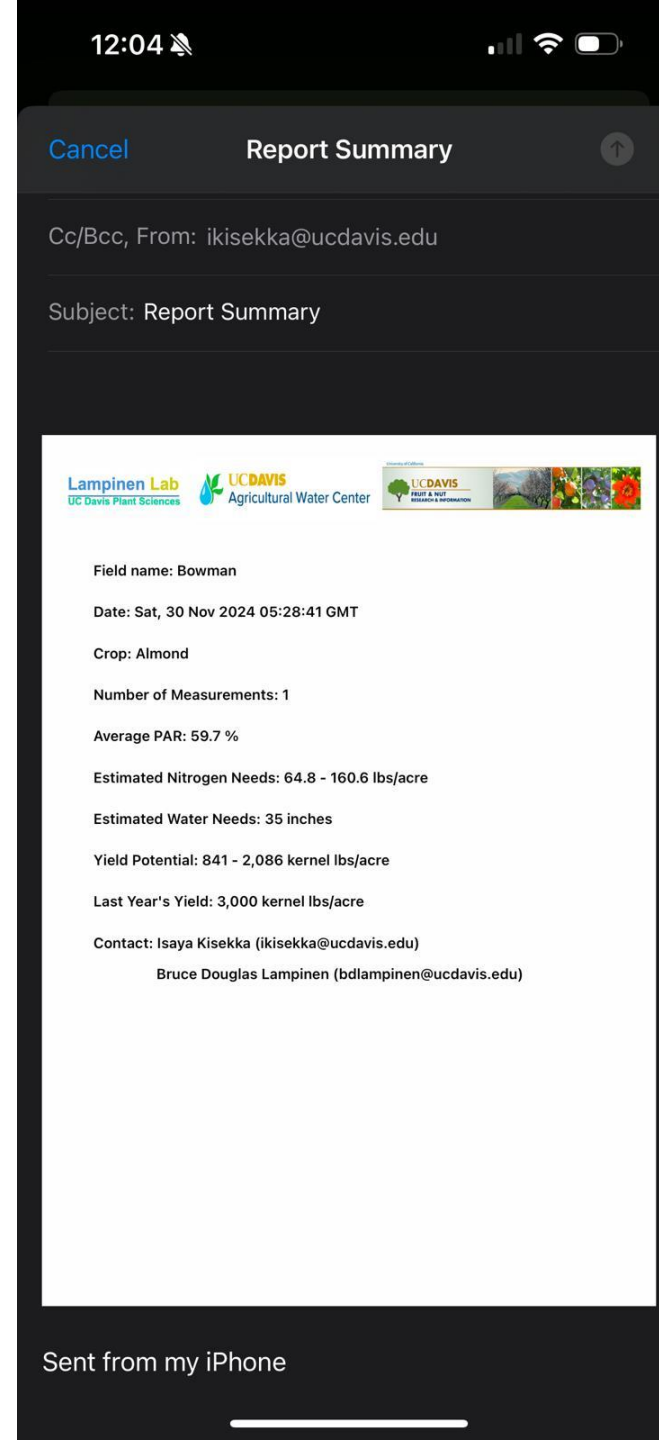 12:04
Cancel
Report Summary
Cc/Bcc, From: ikisekka@ucdavis.edu
Subject: Report Summary
Lampinen Lab
UC Davis Plant Sciences
UCDAVIS
Agricultural Water Center
University of California
UCDAVIS
FRUIT & NUT
RESEARCH & INFORMATION
Field name: Bowman
Date: Sat, 30 Nov 2024 05:28:41 GMT
Crop: Almond
Number of Measurements: 1
Average PAR: 59.7 %
Estimated Nitrogen Needs: 64.8 - 160.6 lbs/acre
Estimated Water Needs: 35 inches
Yield Potential: 841 - 2,086 kernel lbs/acre
Last Year's Yield: 3,000 kernel lbs/acre
Contact: Isaya Kisekka (ikisekka@ucdavis.edu)
Bruce Douglas Lampinen (bdlampinen@ucdavis.edu)
Sent from my iPhone